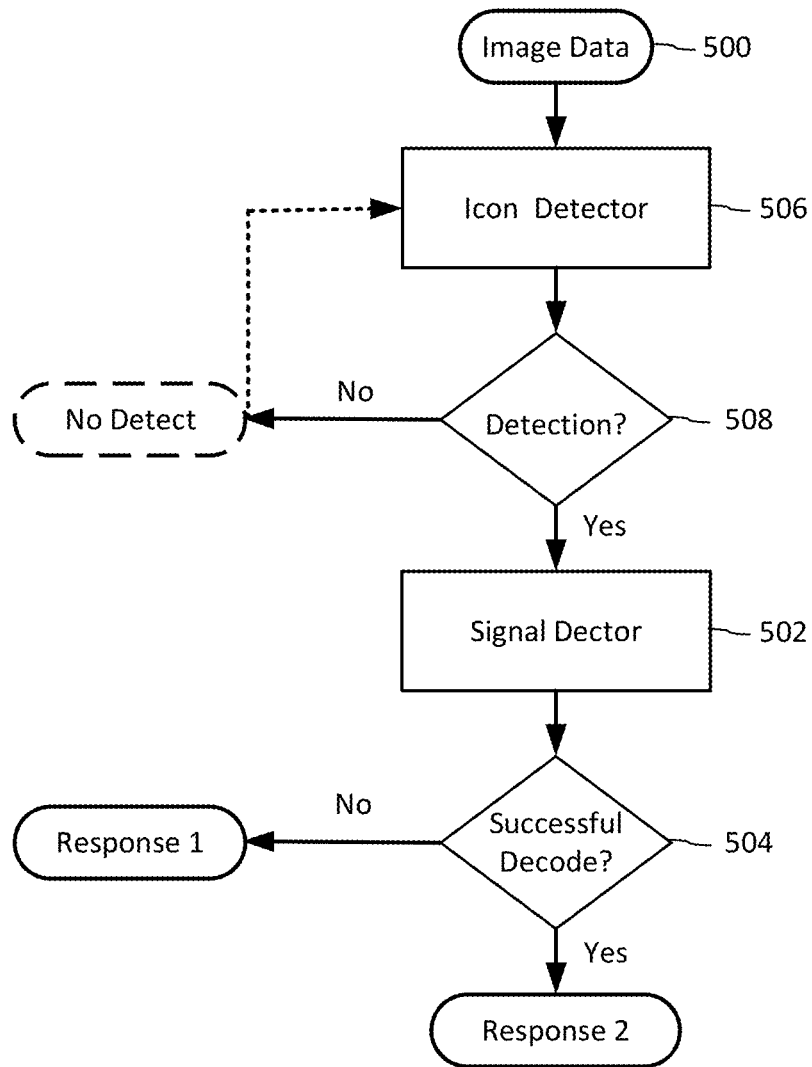 Image Data
500
Icon Detector
506
No
No Detect
Detection?
508
Yes
Signal Dector
502
No
Response 1
Successful
Decode?
504
Yes
Response 2